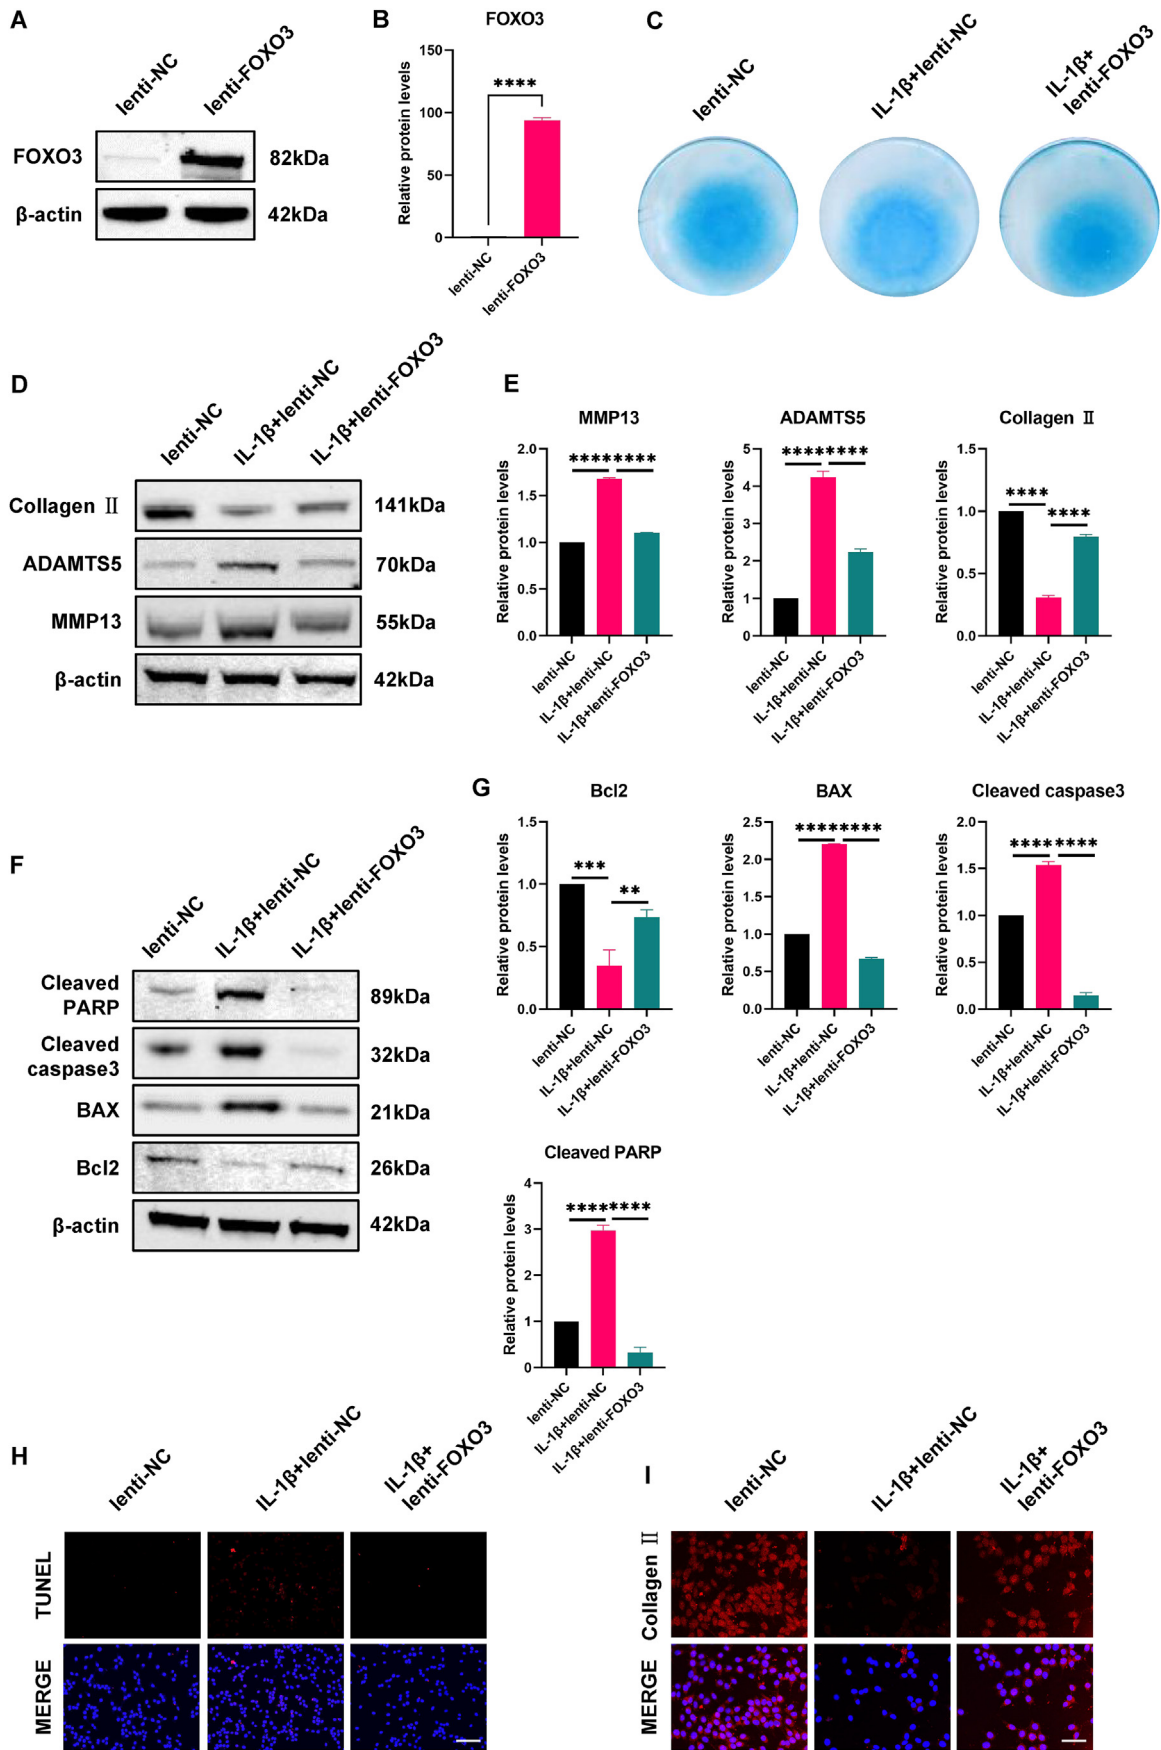 A
lenti-NC
lenti-FOXO3
FOXO3
82kDa
β-actin
42kDa
B
FOXO3
Relative protein levels
150
100
50
0
****
lenti-NC
lenti-FOXO3
C
lenti-NC
IL-1β+lenti-NC
IL-1β+
lenti-FOXO3
D
lenti-NC
IL-1β+lenti-NC
IL-1β+lenti-FOXO3
Collagen Ⅱ
141kDa
ADAMTS5
70kDa
MMP13
55kDa
β-actin
42kDa
E
MMP13
Relative protein levels
2.0
1.5
1.0
0.5
0.0
********
lenti-NC
IL-1β+lenti-NC
IL-1β+lenti-FOXO3
ADAMTS5
Relative protein levels
5
4
3
2
1
0
********
lenti-NC
IL-1β+lenti-NC
IL-1β+lenti-FOXO3
Collagen Ⅱ
Relative protein levels
1.5
1.0
0.5
0.0
****
****
lenti-NC
IL-1β+lenti-NC
IL-1β+lenti-FOXO3
F
lenti-NC
IL-1β+lenti-NC
IL-1β+lenti-FOXO3
Cleaved
PARP
89kDa
Cleaved
caspase3
32kDa
BAX
21kDa
Bcl2
26kDa
β-actin
42kDa
G
Bcl2
Relative protein levels
1.5
1.0
0.5
0.0
***
**
lenti-NC
IL-1β+lenti-NC
IL-1β+lenti-FOXO3
BAX
Relative protein levels
2.5
2.0
1.5
1.0
0.5
0.0
********
lenti-NC
IL-1β+lenti-NC
IL-1β+lenti-FOXO3
Cleaved caspase3
Relative protein levels
2.0
1.5
1.0
0.5
0.0
**** ****
lenti-NC
IL-1β+lenti-NC
IL-1β+lenti-FOXO3
Cleaved PARP
Relative protein levels
4
3
2
1
0
********
lenti-NC
IL-1β+lenti-NC
IL-1β+lenti-FOXO3
H
lenti-NC
IL-1β+lenti-NC
IL-1β+
lenti-FOXO3
TUNEL
MERGE
I
lenti-NC
IL-1β+lenti-NC
IL-1β+
lenti-FOXO3
Collagen Ⅱ
MERGE